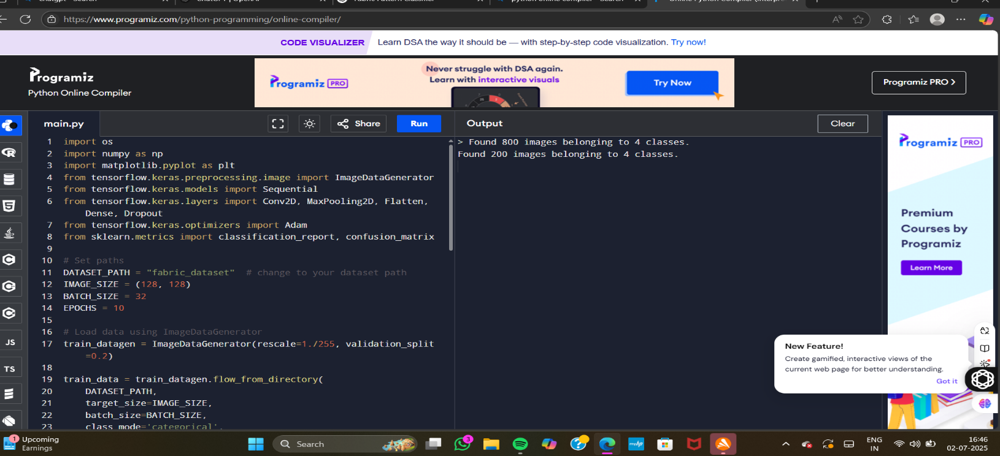 https://www.programiz.com/python-programming/online-compiler/
CODE VISUALIZER
Learn DSA the way it should be — with step-by-step code visualization. Try now!
Programiz
Python Online Compiler
Programiz PRO
Never struggle with DSA again.
Learn with interactive visuals
Try Now
Programiz PRO >
main.py
Share
Run
1 import os
2 import numpy as np
3 import matplotlib.pyplot as plt
4 from tensorflow.keras.preprocessing.image import ImageDataGenerator
5 from tensorflow.keras.models import Sequential
6 from tensorflow.keras.layers import Conv2D, MaxPooling2D, Flatten,
Dense, Dropout
7 from tensorflow.keras.optimizers import Adam
8 from sklearn.metrics import classification_report, confusion_matrix
9
10 # Set paths
11 DATASET_PATH = "fabric_dataset"  # change to your dataset path
12 IMAGE_SIZE = (128, 128)
13 BATCH_SIZE = 32
14 EPOCHS = 10
15
16 # Load data using ImageDataGenerator
17 train_datagen = ImageDataGenerator(rescale=1./255, validation_split
=0.2)
18
19 train_data = train_datagen.flow_from_directory(
20 DATASET_PATH,
21 target_size=IMAGE_SIZE,
22 batch_size=BATCH_SIZE,
23 class_mode='categorical',
Output
Clear
> Found 800 images belonging to 4 classes.
Found 200 images belonging to 4 classes.
Programiz PRO
Premium
Courses by
Programiz
Learn More
New Feature!
Create gamified, interactive views of the
current web page for better understanding.
Got it
JS
TS
1
Upcoming
Earnings
Search
3
myhp
ENG
IN
16:46
02-07-2025